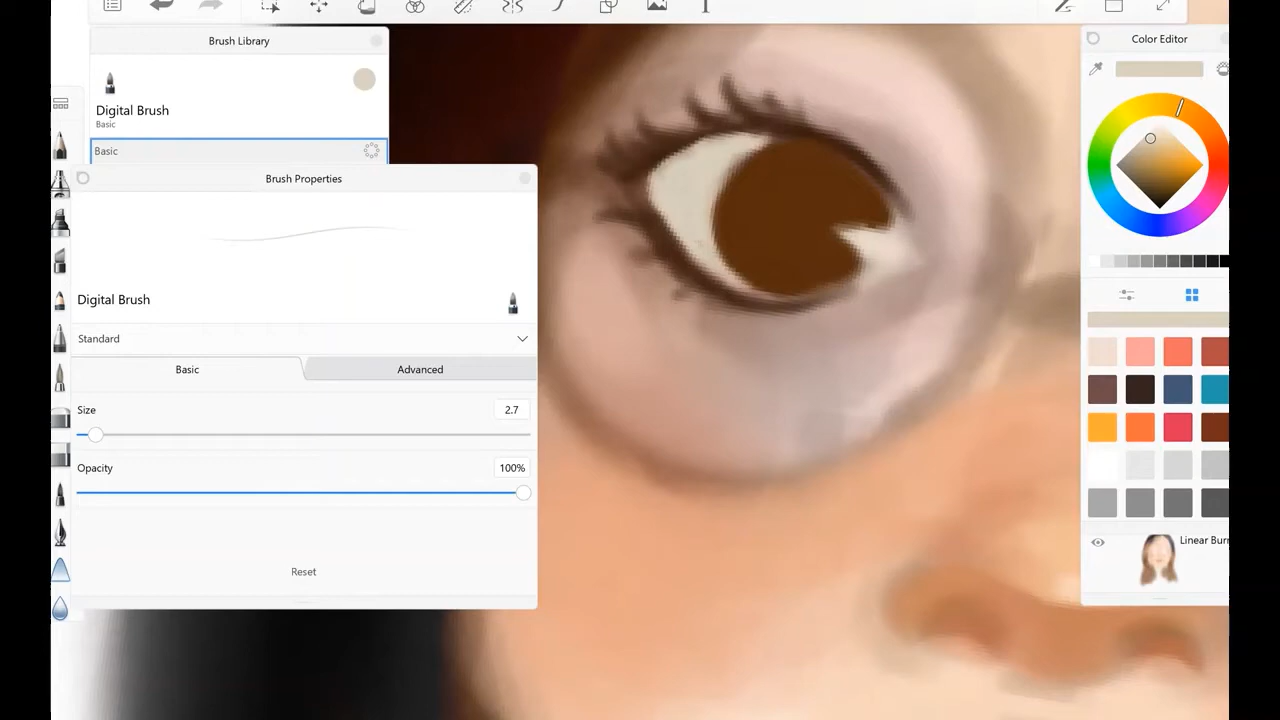 Brush Library
Digital Brush
Basic
Basic
Brush Properties
Digital Brush
Standard
Basic
Advanced
Size
2.7
Opacity
100%
Reset
Color Editor
Linear Burn